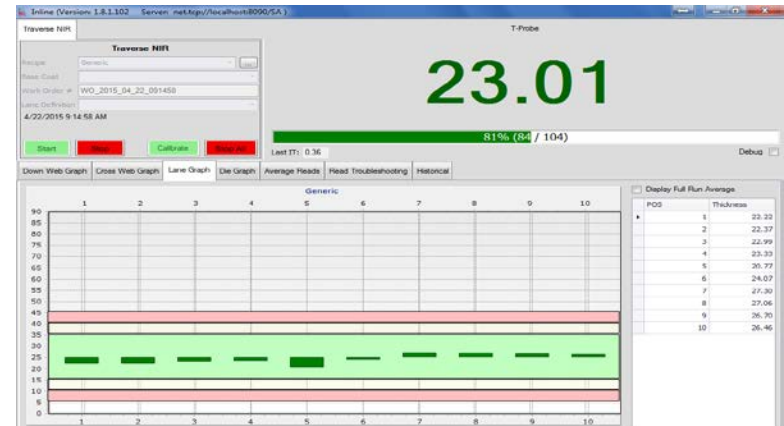 Inline (Version: 1.8.1.102 Server: net.tcp://localhost:8090/SA )
Traverse NIR
T-Probe
Traverse NIR
Recipe Generic ...
Base Coat
Work Order # WO_2015_04_22_091458
Lane Definition
4/22/2015 9:14:58 AM
Start Stop Calibrate Stop All
23.01
81% (84 / 104)
Last IT: 0.36
Debug
Down Web Graph Cross Web Graph Lane Graph Die Graph Average Reads Head Troubleshooting Historical
Generic
Display Full Run Average
1 2 3 4 5 6 7 8 9 10
POS Thickness
90
85
80
75
70
65
60
55
50
45
40
35
30
25
20
15
10
5
0
1 2 3 4 5 6 7 8 9 10
1 22.22
2 22.37
3 22.99
4 23.33
5 20.77
6 24.07
7 27.30
8 27.06
9 26.70
10 26.46